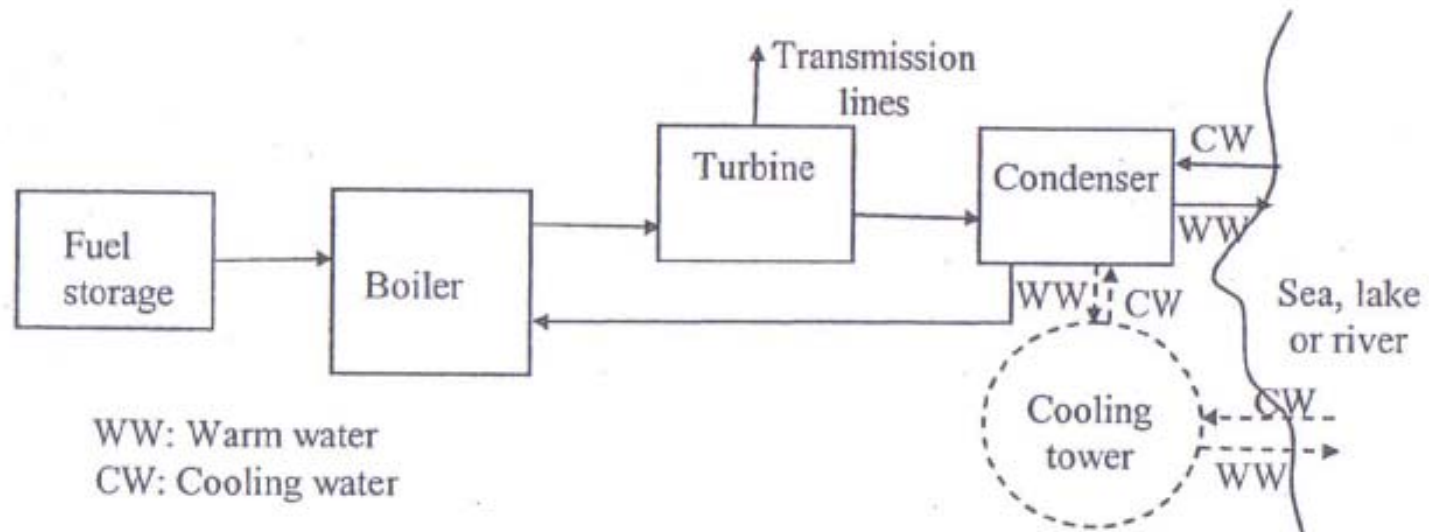 Transmission
lines
Turbine
Condenser
CW
WW
Fuel
storage
Boiler
WW
CW
Sea, lake
or river
Cooling
tower
CW
WW
WW: Warm water
CW: Cooling water